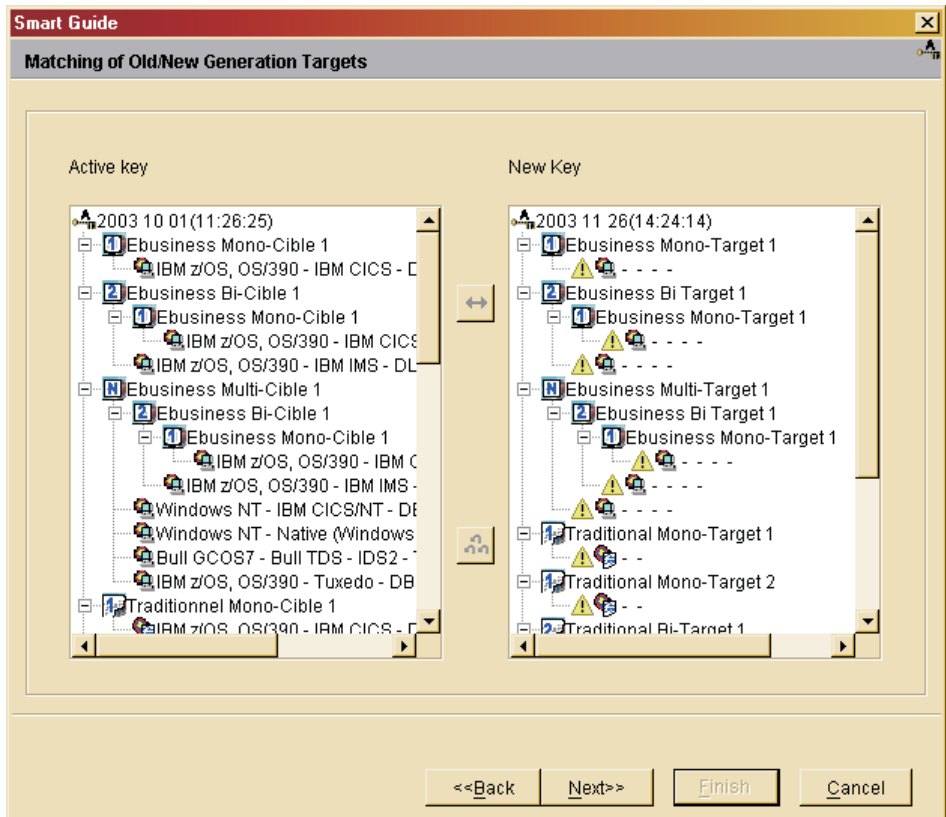 Smart Guide
Matching of Old/New Generation Targets
Active key
2003 10 01(11:26:25)
Ebusiness Mono-Cible 1
IBM z/OS, OS/390 - IBM CICS - D
Ebusiness Bi-Cible 1
Ebusiness Mono-Cible 1
IBM z/OS, OS/390 - IBM CICS
IBM z/OS, OS/390 - IBM IMS - DL
Ebusiness Multi-Cible 1
Ebusiness Bi-Cible 1
Ebusiness Mono-Cible 1
IBM z/OS, OS/390 - IBM C
IBM z/OS, OS/390 - IBM IMS -
Windows NT - IBM CICS/NT - DB
Windows NT - Native (Windows
Bull GCOS7 - Bull TDS - IDS2 - T
IBM z/OS, OS/390 - Tuxedo - DB
Traditionnel Mono-Cible 1
IBM z/OS, OS/390 - IBM CICS - D
New Key
2003 11 26(14:24:14)
Ebusiness Mono-Target 1
- - - -
Ebusiness Bi Target 1
Ebusiness Mono-Target 1
- - - -
- - - -
Ebusiness Multi-Target 1
Ebusiness Bi Target 1
Ebusiness Mono-Target 1
- - - -
- - - -
- - - -
Traditional Mono-Target 1
- -
Traditional Mono-Target 2
- -
Traditional Bi-Target 1
<<Back
Next>>
Finish
Cancel